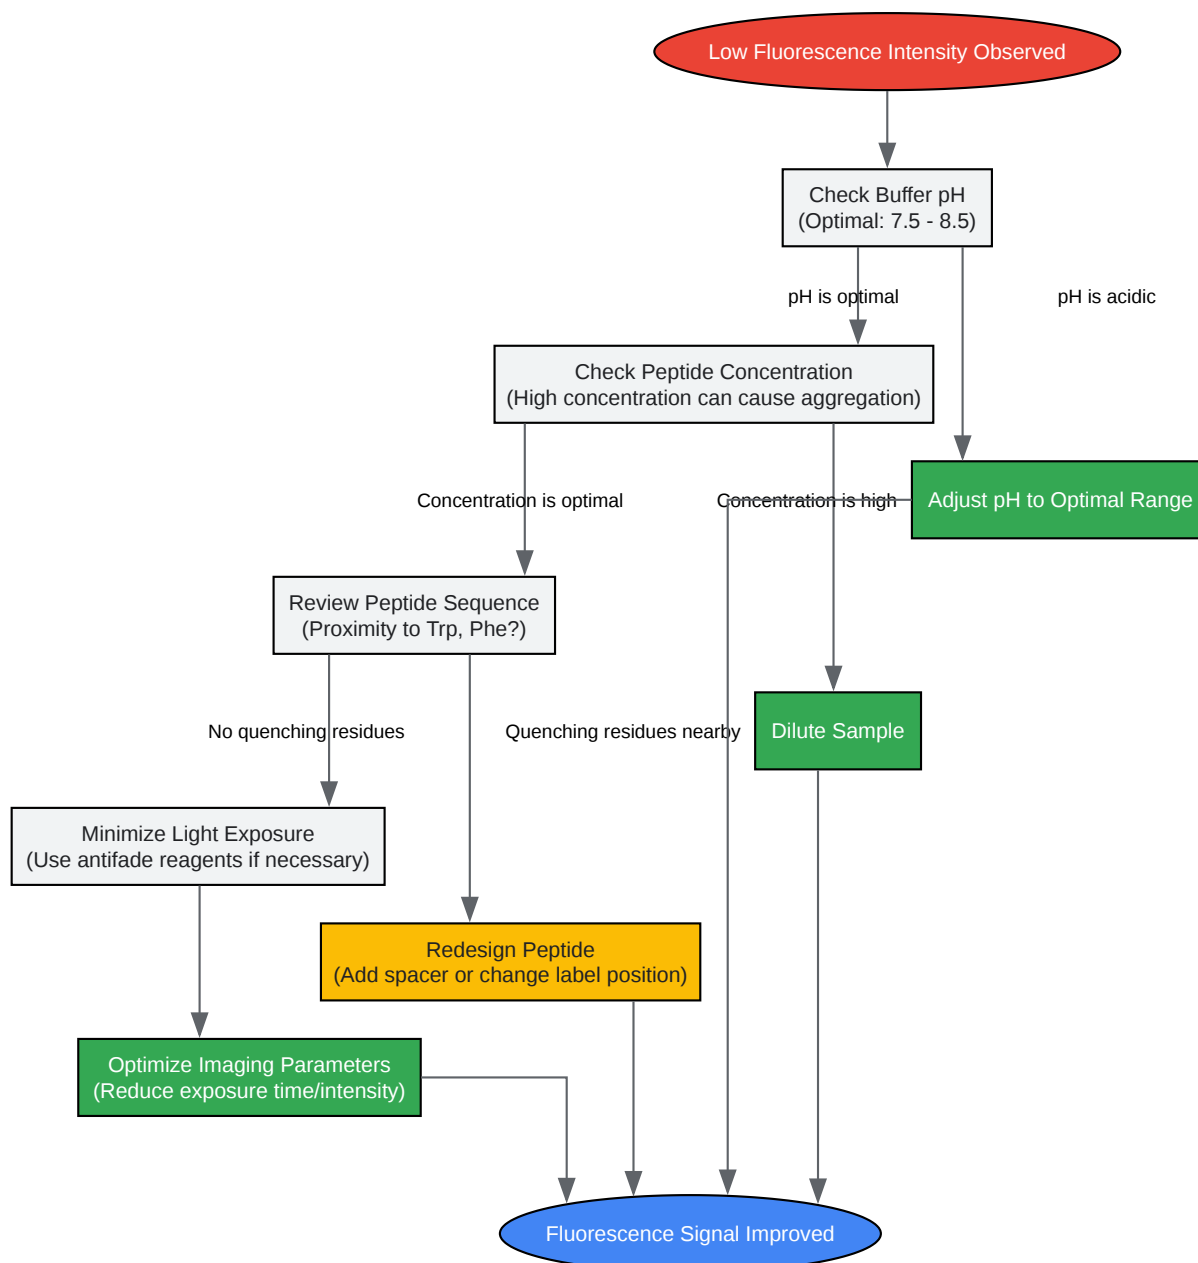 Low Fluorescence Intensity Observed
Check Buffer pH
(Optimal: 7.5 - 8.5)
pH is optimal
pH is acidic
Check Peptide Concentration
(High concentration can cause aggregation)
Concentration is optimal
Concentration is high
Adjust pH to Optimal Range
Review Peptide Sequence
(Proximity to Trp, Phe?)
No quenching residues
Quenching residues nearby
Dilute Sample
Minimize Light Exposure
(Use antifade reagents if necessary)
Redesign Peptide
(Add spacer or change label position)
Optimize Imaging Parameters
(Reduce exposure time/intensity)
Fluorescence Signal Improved